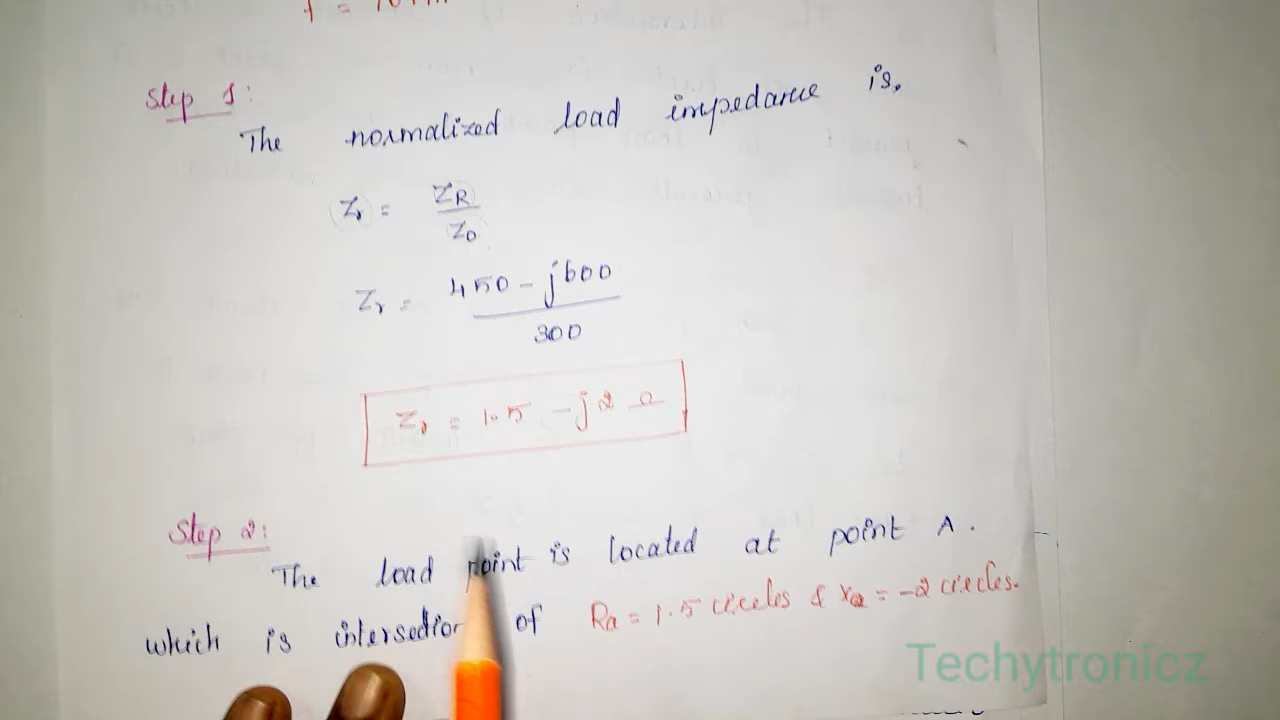 Step 1:
The normalized load impedance is,
Zr = ZR
Z0
Zr = 450 - j600
300
Zr = 1.5 - j2 Ω
Step 2:
The load point is located at point A.
which is intersection of Ra = 1.5 circles & Xa = -2 circles.
Techytronicz